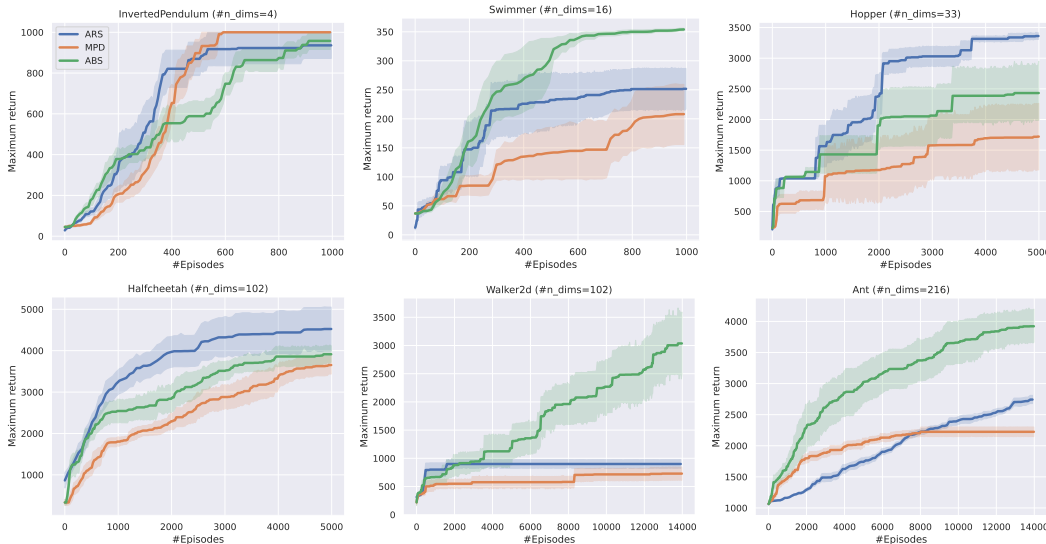 InvertedPendulum (#n_dims=4)
ARS
MPD
ABS
Maximum return
1000
800
600
400
200
0
0 200 400 600 800 1000
#Episodes
Swimmer (#n_dims=16)
Maximum return
350
300
250
200
150
100
50
0
0 200 400 600 800 1000
#Episodes
Hopper (#n_dims=33)
Maximum return
3500
3000
2500
2000
1500
1000
500
0 1000 2000 3000 4000 5000
#Episodes
Halfcheetah (#n_dims=102)
Maximum return
5000
4000
3000
2000
1000
0 1000 2000 3000 4000 5000
#Episodes
Walker2d (#n_dims=102)
Maximum return
3500
3000
2500
2000
1500
1000
500
0
0 2000 4000 6000 8000 10000 12000 14000
#Episodes
Ant (#n_dims=216)
Maximum return
4000
3500
3000
2500
2000
1500
1000
0 2000 4000 6000 8000 10000 12000 14000
#Episodes